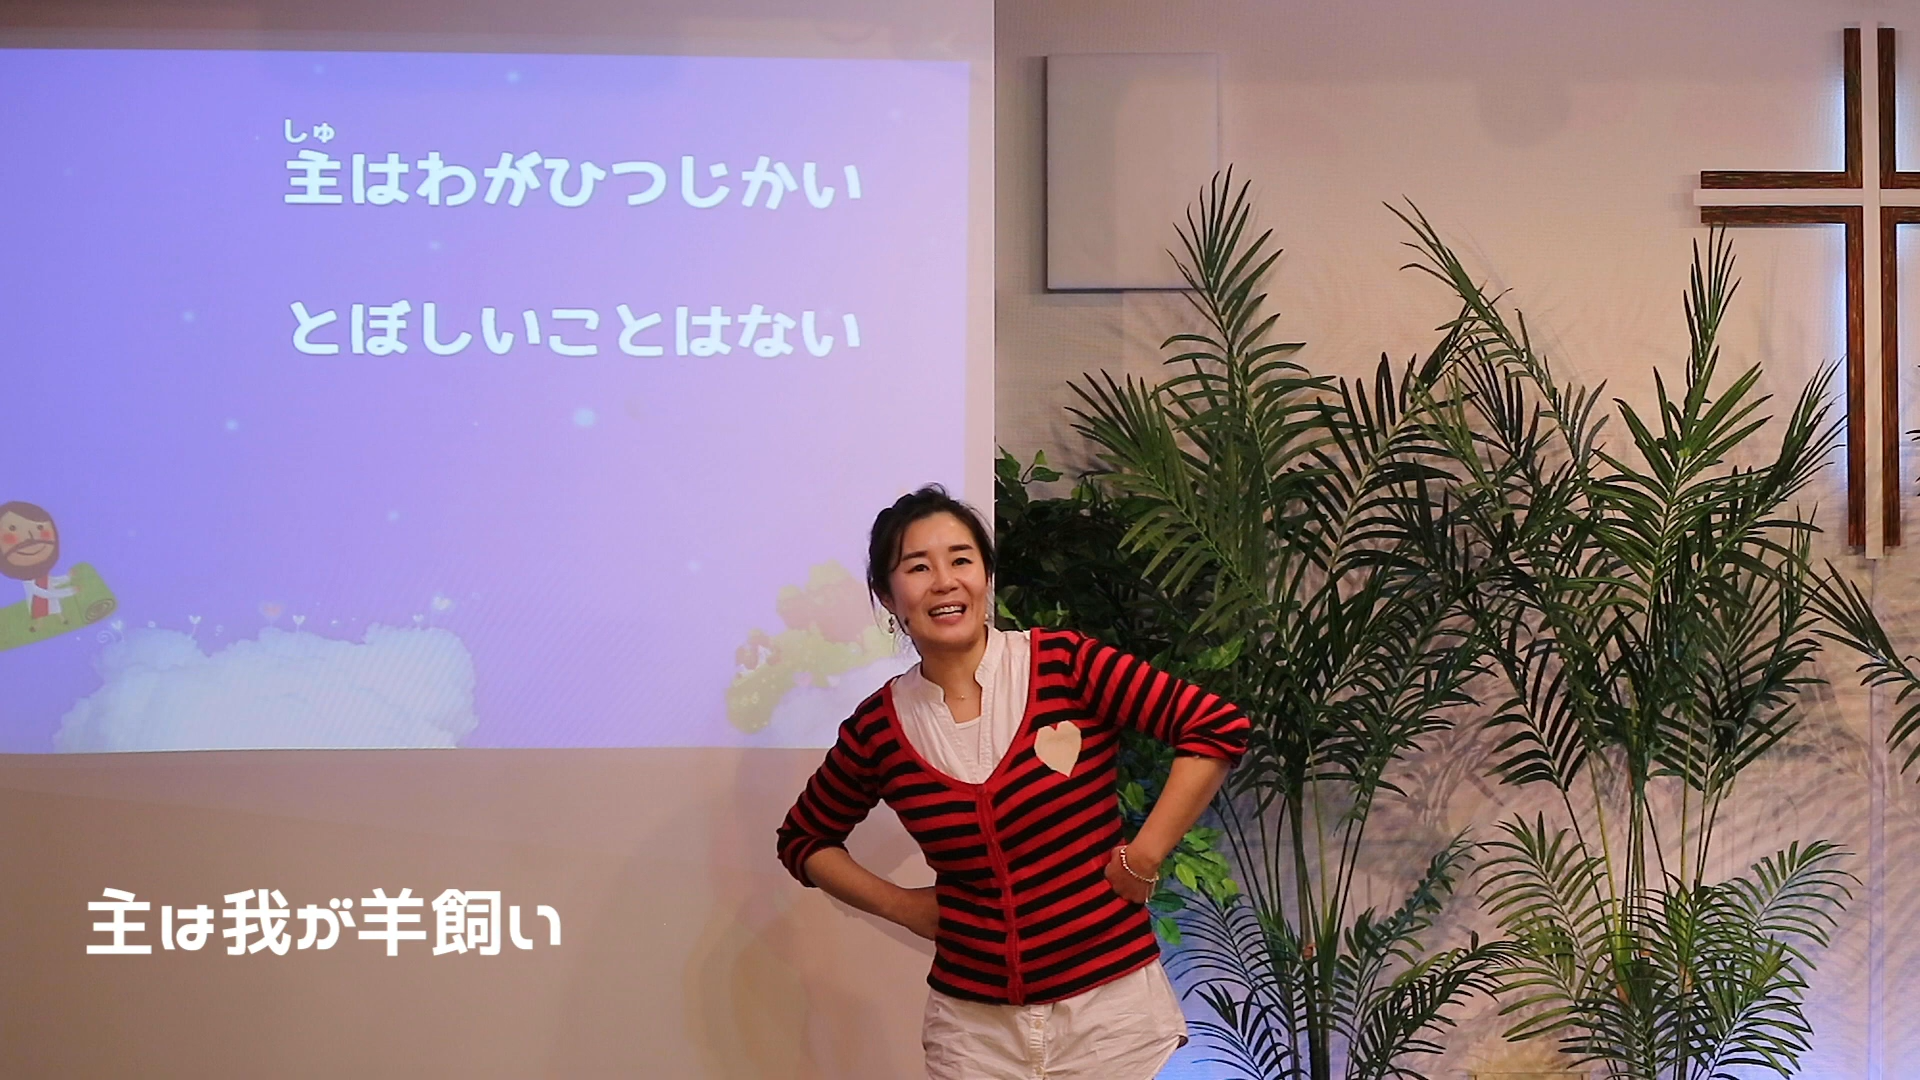 しゅ
主はわがひつじかい
とぼしいことはない
主は我が羊飼い